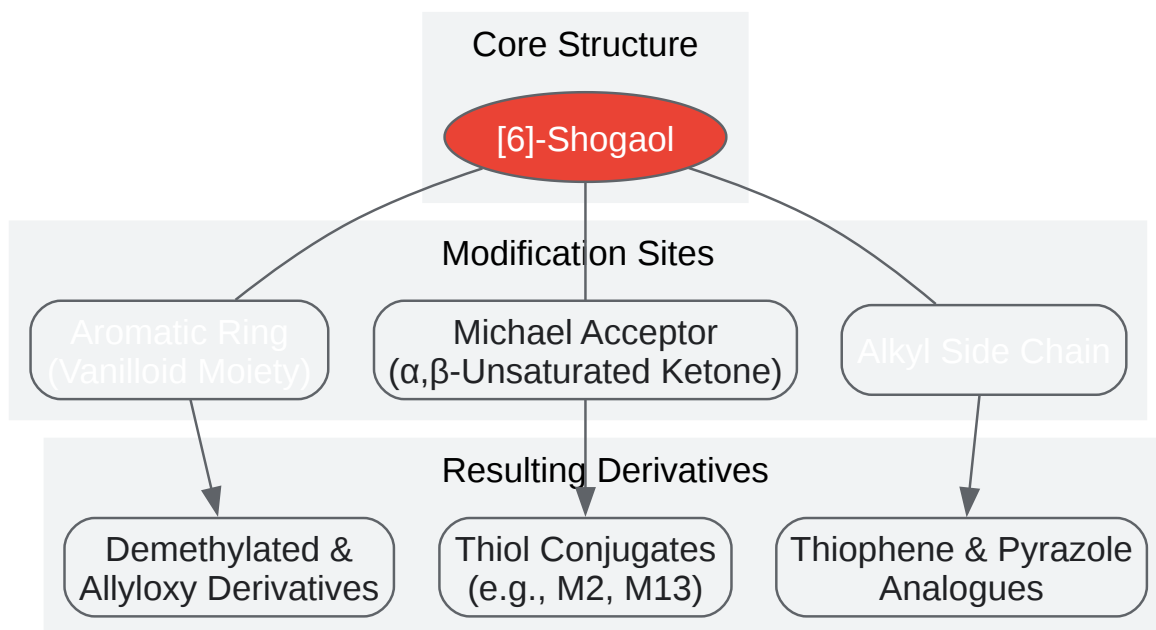 Core Structure
[6]-Shogaol
Modification Sites
Aromatic Ring
(Vanilloid Moiety)
Michael Acceptor
(α,β-Unsaturated Ketone)
Alkyl Side Chain
Resulting Derivatives
Demethylated &
Allyloxy Derivatives
Thiol Conjugates
(e.g., M2, M13)
Thiophene & Pyrazole
Analogues